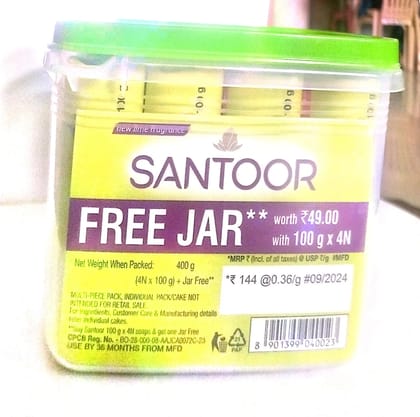 new lime fragrance
SANTOOR
FREE JAR** worth ₹49.00
with 100 g x 4N
Net Weight When Packed: 400 g
(4N x 100 g) + Jar Free**
*MRP ₹ (Incl. of all taxes) @ USP ₹/g #MFD
*₹ 144 @0.36/g #09/2024
MULTI-PIECE PACK, INDIVIDUAL PACK/CAKE NOT
INTENDED FOR RETAIL SALE.
For Ingredients, Customer Care & Manufacturing details
refer individual cakes.
**Buy Santoor 100 g x 4N soaps & get one Jar Free
CPCB Reg. No. -
USE BY 36 MONTHS FROM MFD
8 901399 040023